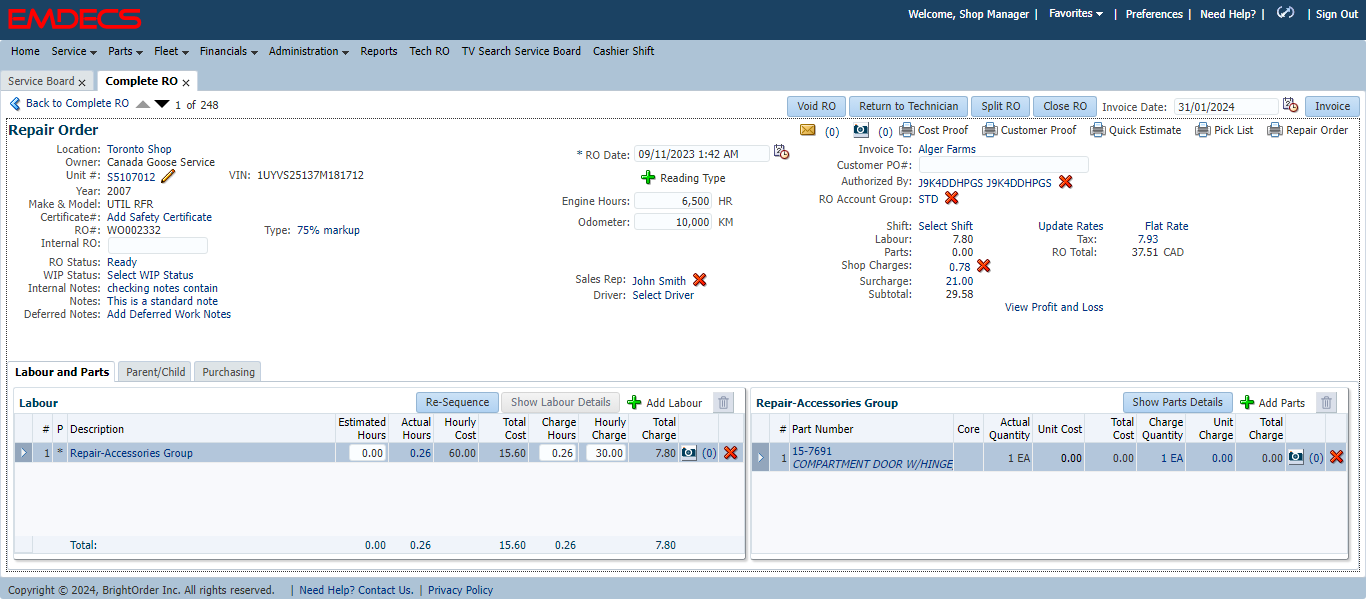 EMDECS
Welcome, Shop Manager | Favorites | Preferences | Need Help? | | Sign Out
Home Service Parts Fleet Financials Administration Reports Tech RO TV Search Service Board Cashier Shift
Service Board x Complete RO x
Back to Complete RO 1 of 248 Void RO Return to Technician Split RO Close RO Invoice Date: 31/01/2024 Invoice
Repair Order (0) (0) Cost Proof Customer Proof Quick Estimate Pick List Repair Order
Location: Toronto Shop
Owner: Canada Goose Service
Unit #: S5107012 VIN: 1UYVS25137M181712
Year: 2007
Make & Model: UTIL RFR
Certificate#: Add Safety Certificate
RO#: WO002332 Type: 75% markup
Internal RO:
RO Status: Ready
WIP Status: Select WIP Status
Internal Notes: checking notes contain
Notes: This is a standard note
Deferred Notes: Add Deferred Work Notes
* RO Date: 09/11/2023 1:42 AM
Reading Type
Engine Hours: 6,500 HR
Odometer: 10,000 KM
Sales Rep: John Smith
Driver: Select Driver
Invoice To: Alger Farms
Customer PO#:
Authorized By: J9K4DDHPGS J9K4DDHPGS
RO Account Group: STD
Shift: Select Shift Update Rates Flat Rate
Labour: 7.80 Tax: 7.93
Parts: 0.00 RO Total: 37.51 CAD
Shop Charges: 0.78
Surcharge: 21.00
Subtotal: 29.58
View Profit and Loss
Labour and Parts Parent/Child Purchasing
Labour Re-Sequence Show Labour Details Add Labour
# P Description Estimated Hours Actual Hours Hourly Cost Total Cost Charge Hours Hourly Charge Total Charge
1 * Repair-Accessories Group 0.00 0.26 60.00 15.60 0.26 30.00 7.80 (0)
Total: 0.00 0.26 15.60 0.26 7.80
Repair-Accessories Group Show Parts Details Add Parts
# Part Number Core Actual Quantity Unit Cost Total Cost Charge Quantity Unit Charge Total Charge
1 15-7691 1 EA 0.00 0.00 1 EA 0.00 0.00 (0)
COMPARTMENT DOOR W/HINGE
Copyright © 2024, BrightOrder Inc. All rights reserved. | Need Help? Contact Us. | Privacy Policy